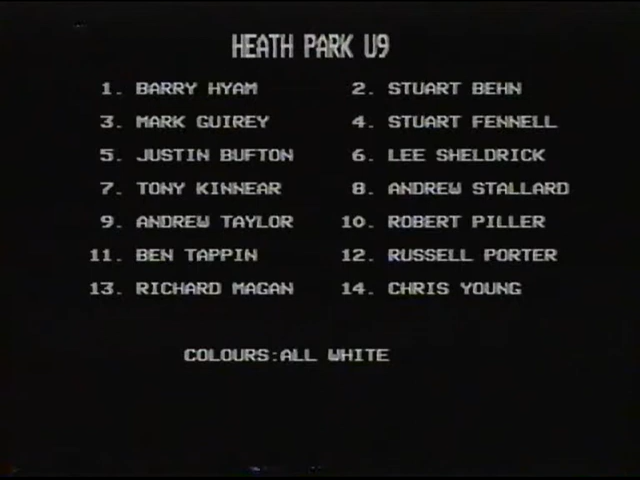 HEATH PARK U9
1. BARRY HYAM 2. STUART BEHN
3. MARK GUIREY 4. STUART FENNELL
5. JUSTIN BUFTON 6. LEE SHELDRICK
7. TONY KINNEAR 8. ANDREW STALLARD
9. ANDREW TAYLOR 10. ROBERT PILLER
11. BEN TAPPIN 12. RUSSELL PORTER
13. RICHARD MAGAN 14. CHRIS YOUNG
COLOURS:ALL WHITE